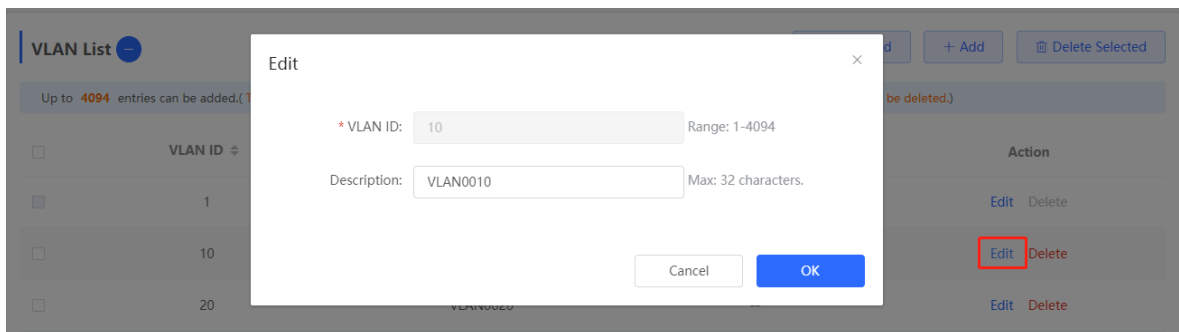 VLAN List
d
+ Add
Delete Selected
Edit
Up to 4094 entries can be added.(
be deleted.)
* VLAN ID: 10 Range: 1-4094
VLAN ID
Action
Description: VLAN0010 Max: 32 characters.
1 Edit Delete
10 Edit Delete
Cancel OK
20 VLAN0020 Edit Delete